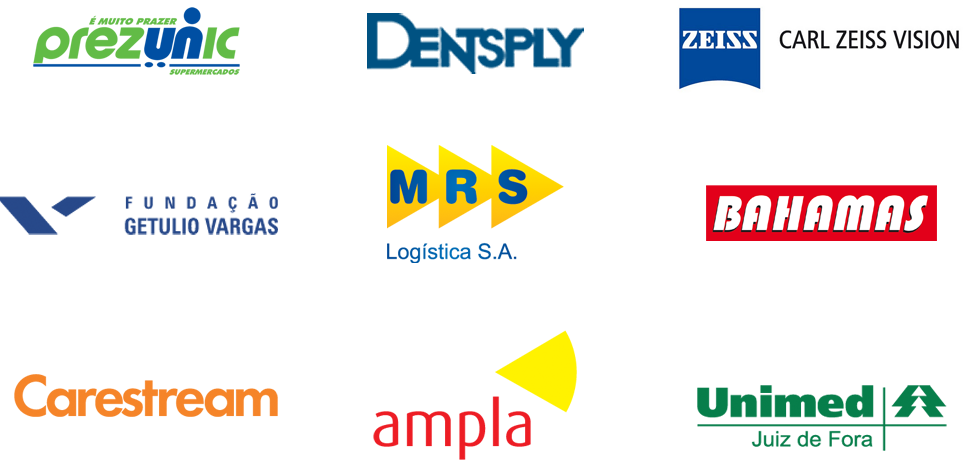 É MUITO PRAZER
prezunic
SUPERMERCADOS
DENTSPLY
ZEISS
CARL ZEISS VISION
FUNDAÇÃO
GETULIO VARGAS
MRS
Logística S.A.
BAHAMAS
Carestream
ampla
Unimed
Juiz de Fora